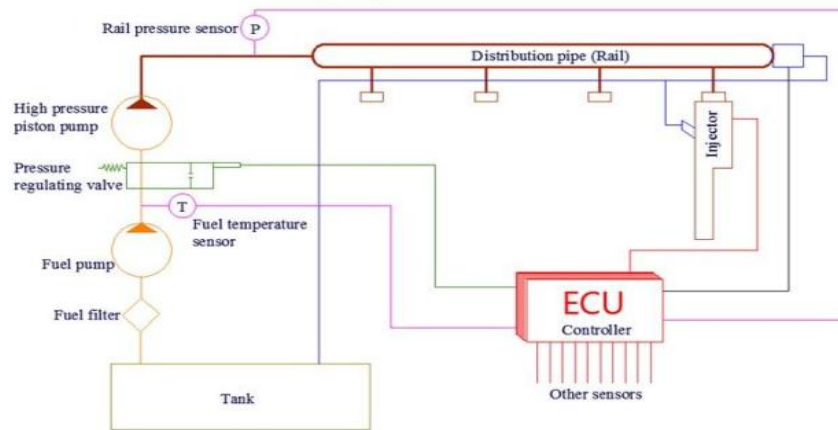 Rail pressure sensor
P
Distribution pipe (Rail)
High pressure
piston pump
Injector
Pressure
regulating valve
T
Fuel temperature
sensor
Fuel pump
ECU
Fuel filter
Controller
Tank
Other sensors